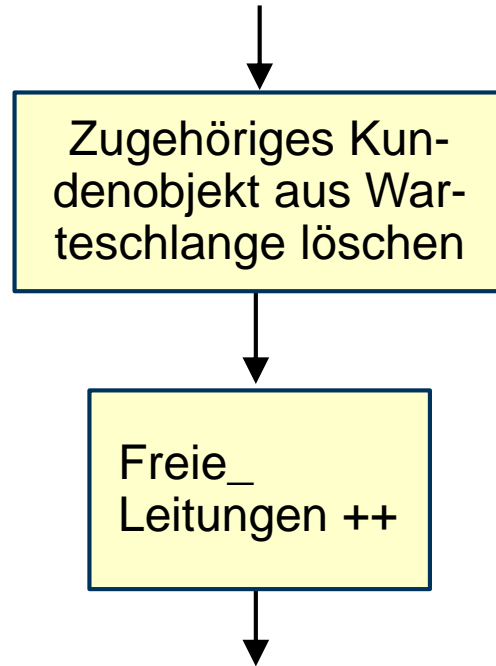 Zugehöriges Kun-
denobjekt aus War-
teschlange löschen
Freie_
Leitungen ++